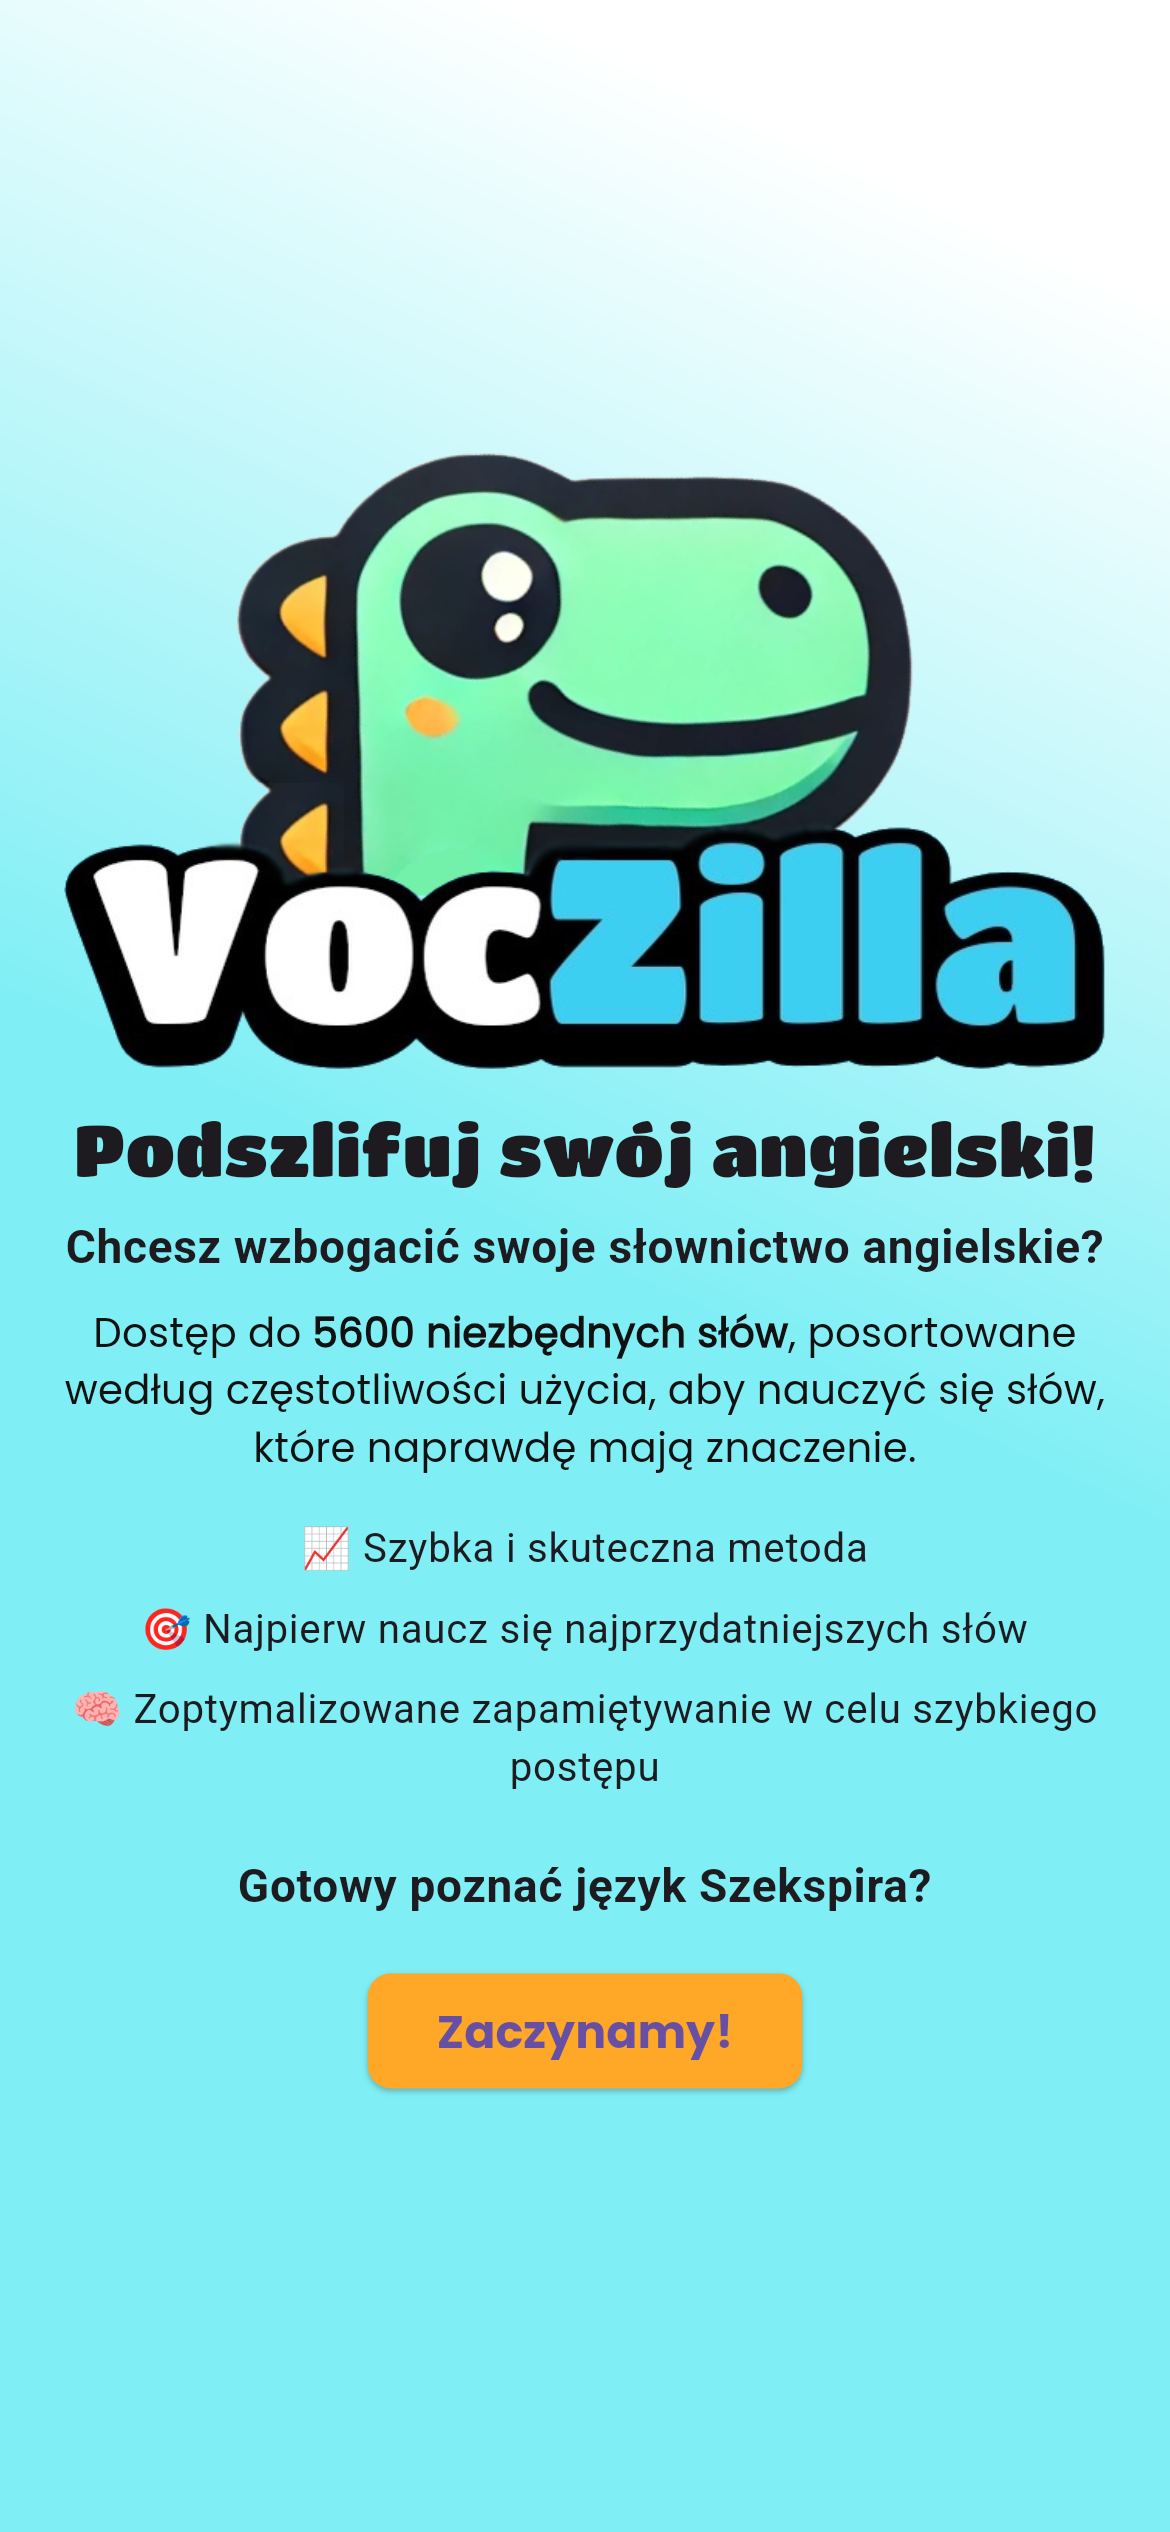 VocZilla
Podszlifuj swój angielski!
Chcesz wzbogacić swoje słownictwo angielskie?
Dostęp do 5600 niezbędnych słów, posortowane
według częstotliwości użycia, aby nauczyć się słów,
które naprawdę mają znaczenie.
📈 Szybka i skuteczna metoda
🎯 Najpierw naucz się najprzydatniejszych słów
🧠 Zoptymalizowane zapamiętywanie w celu szybkiego
postępu
Gotowy poznać język Szekspira?
Zaczynamy!